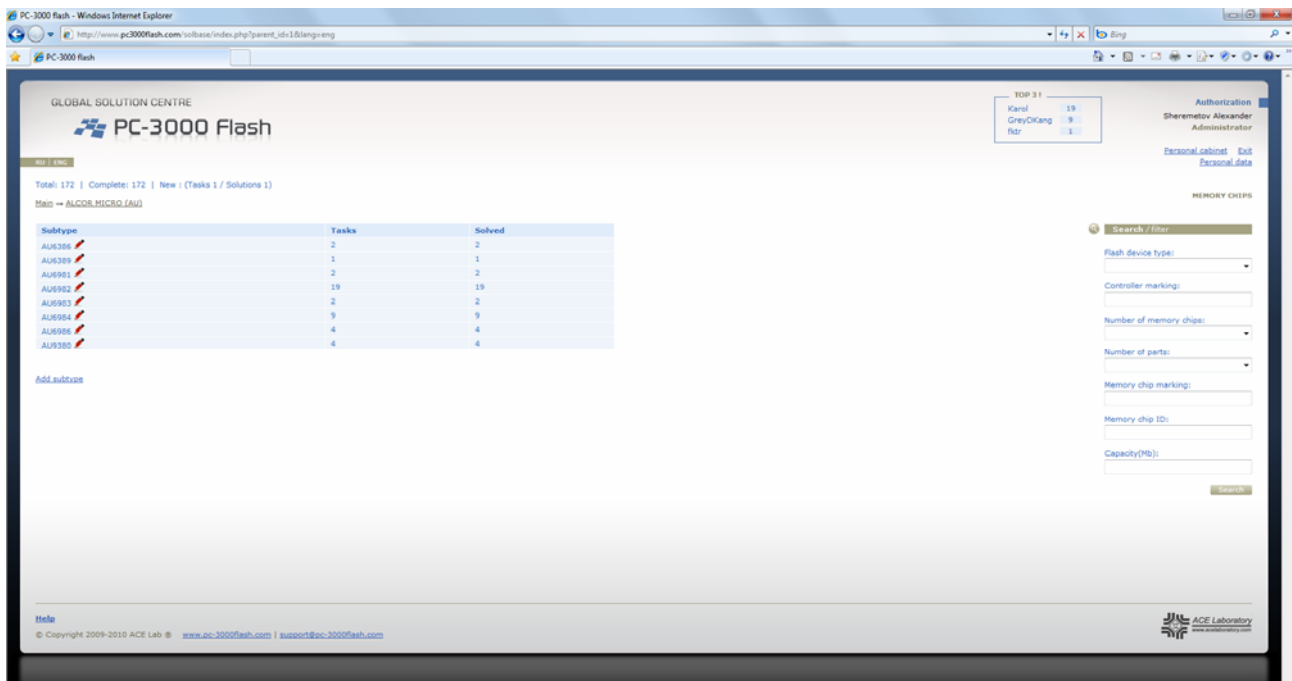 PC-3000 flash - Windows Internet Explorer
http://www.pc3000flash.com/solbase/index.php?parent_id=1&lang=eng
Bing
PC-3000 flash
GLOBAL SOLUTION CENTRE
PC-3000 Flash
TOP 3!
Karol 19
GreyDKang 9
fldr 1
Authorization
Sheremetov Alexander
Administrator
Personal cabinet Exit
Personal data
RU | ENG
Total: 172 | Complete: 172 | New : (Tasks 1 / Solutions 1)
Main → ALCOR MICRO (AU)
MEMORY CHIPS
Subtype Tasks Solved
AU6386 2 2
AU6389 1 1
AU6981 2 2
AU6982 19 19
AU6983 2 2
AU6984 9 9
AU6986 4 4
AU9380 4 4
Add subtype
Search / filter
Flash device type:
Controller marking:
Number of memory chips:
Number of parts:
Memory chip marking:
Memory chip ID:
Capacity(Mb):
Search
Help
© Copyright 2009-2010 ACE Lab ® www.pc-3000flash.com | support@pc-3000flash.com
ACE Laboratory
www.acelaboratory.com